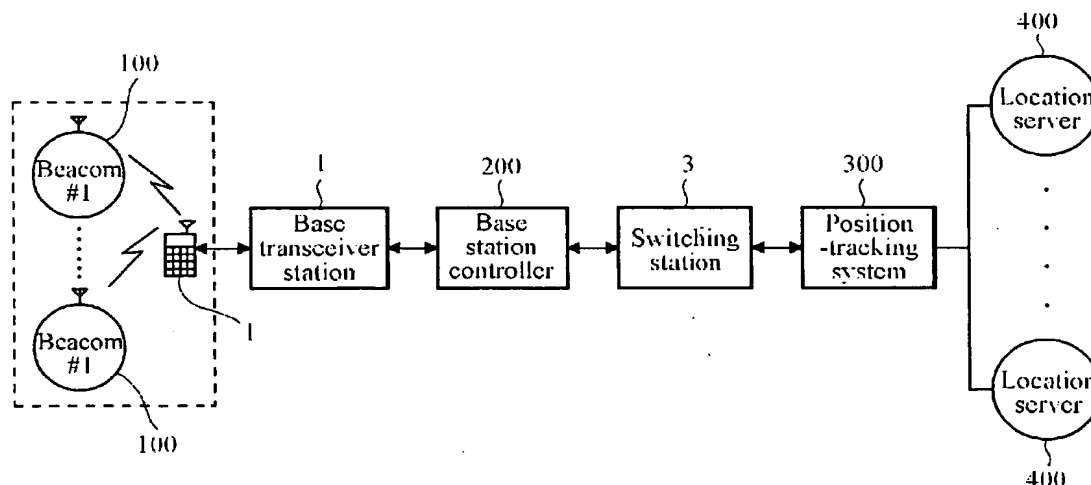 400
100
Location
server
Beacom
#1
1
200
3
300
Base
transceiver
station
Base
station
controller
Switching
station
Position
-tracking
system
1
Beacom
#1
100
Location
server
400